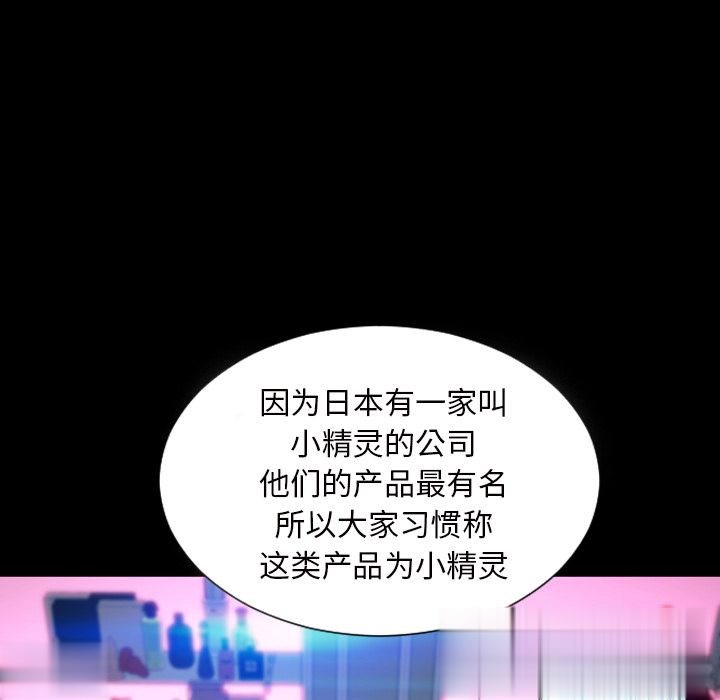 因为日本有一家叫
小精灵的公司
他们的产品最有名
所以大家习惯称
这类产品为小精灵